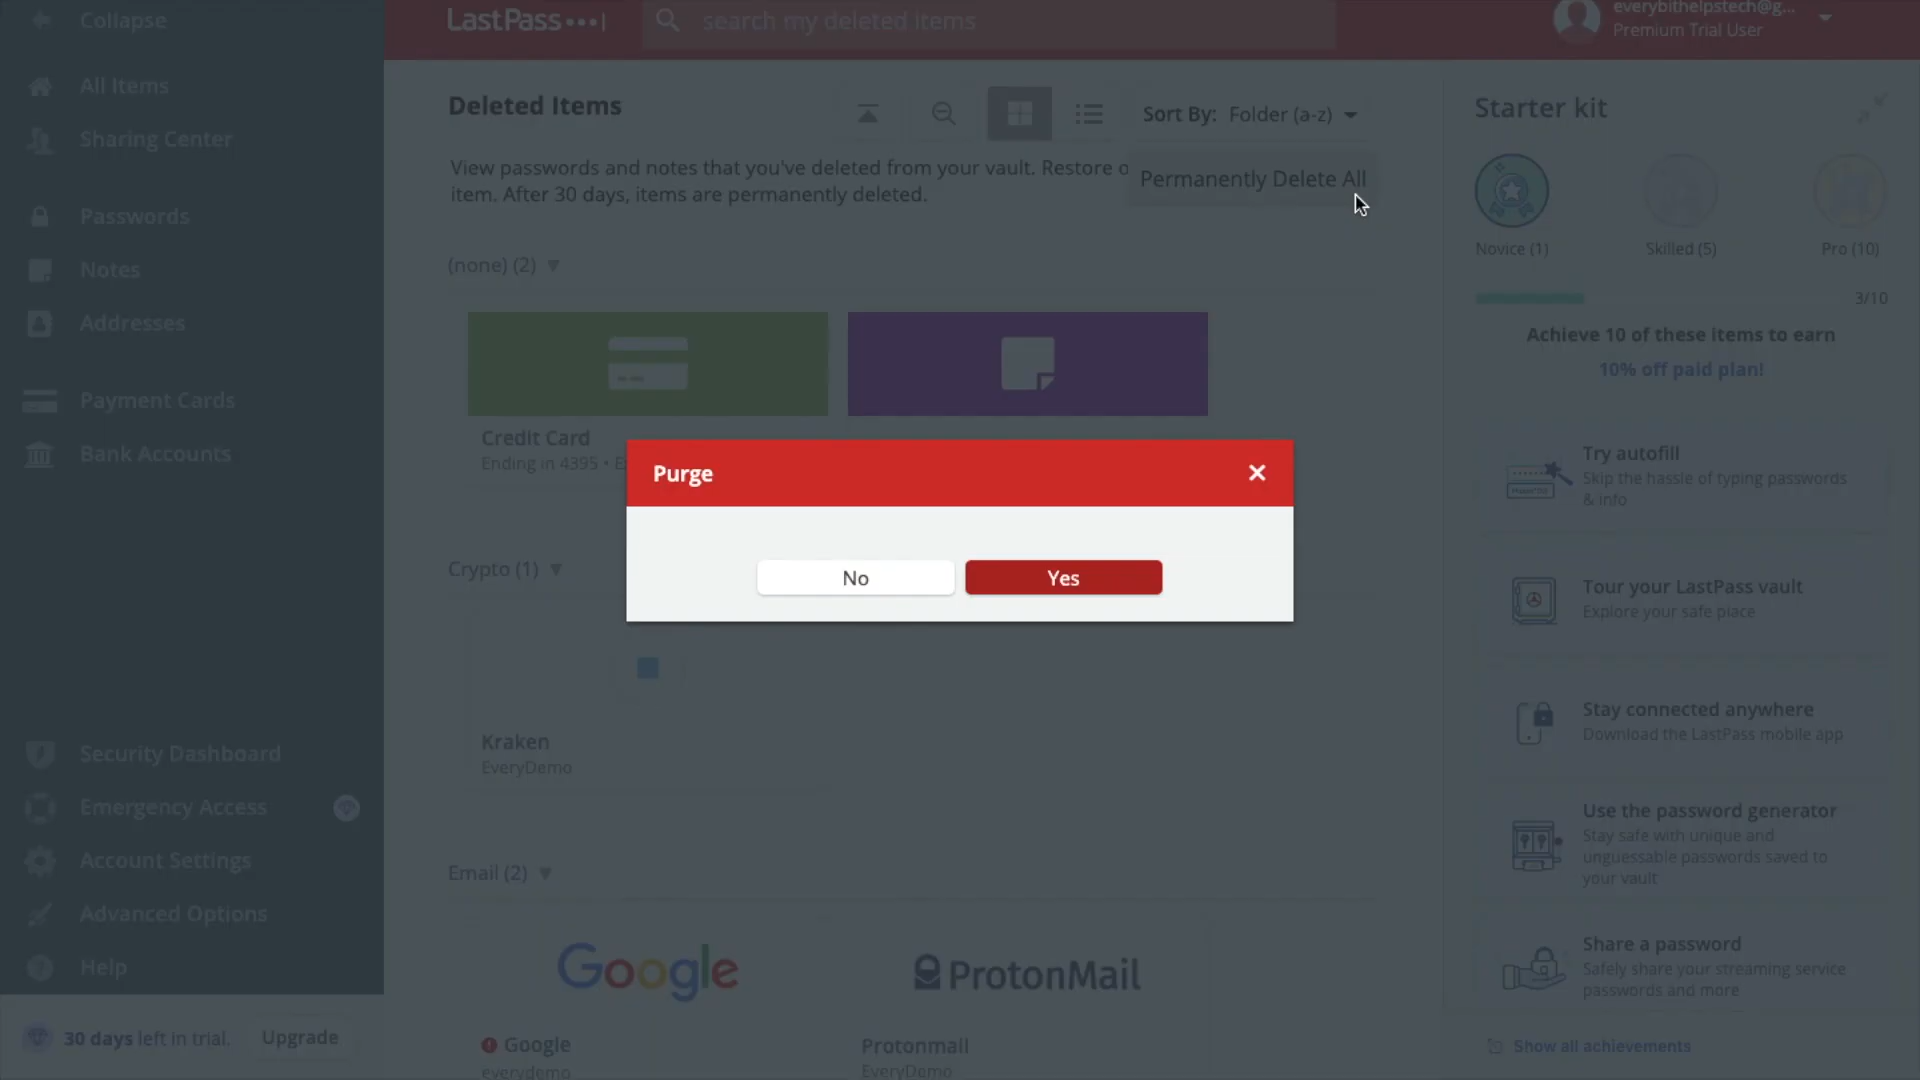 Collapse
All Items
Sharing Center
Passwords
Notes
Addresses
Payment Cards
Bank Accounts
Security Dashboard
Emergency Access
Account Settings
Advanced Options
Help
30 days left in trial. Upgrade
LastPass
search my deleted items
everybithelpstech@g...
Premium Trial User
Deleted Items
Sort By: Folder (a-z)
View passwords and notes that you've deleted from your vault. Restore
item. After 30 days, items are permanently deleted.
Permanently Delete All
(none) (2)
Credit Card
Ending in 4395 •
Purge
No
Yes
Crypto (1)
Kraken
EveryDemo
Email (2)
Google
ProtonMail
Google
everydemo
Protonmail
EveryDemo
Starter kit
Novice (1)
Skilled (5)
Pro (10)
3/10
Achieve 10 of these items to earn
10% off paid plan!
Try autofill
Skip the hassle of typing passwords
& info
Tour your LastPass vault
Explore your safe place
Stay connected anywhere
Download the LastPass mobile app
Use the password generator
Stay safe with unique and
unguessable passwords saved to
your vault
Share a password
Safely share your streaming service
passwords and more
Show all achievements